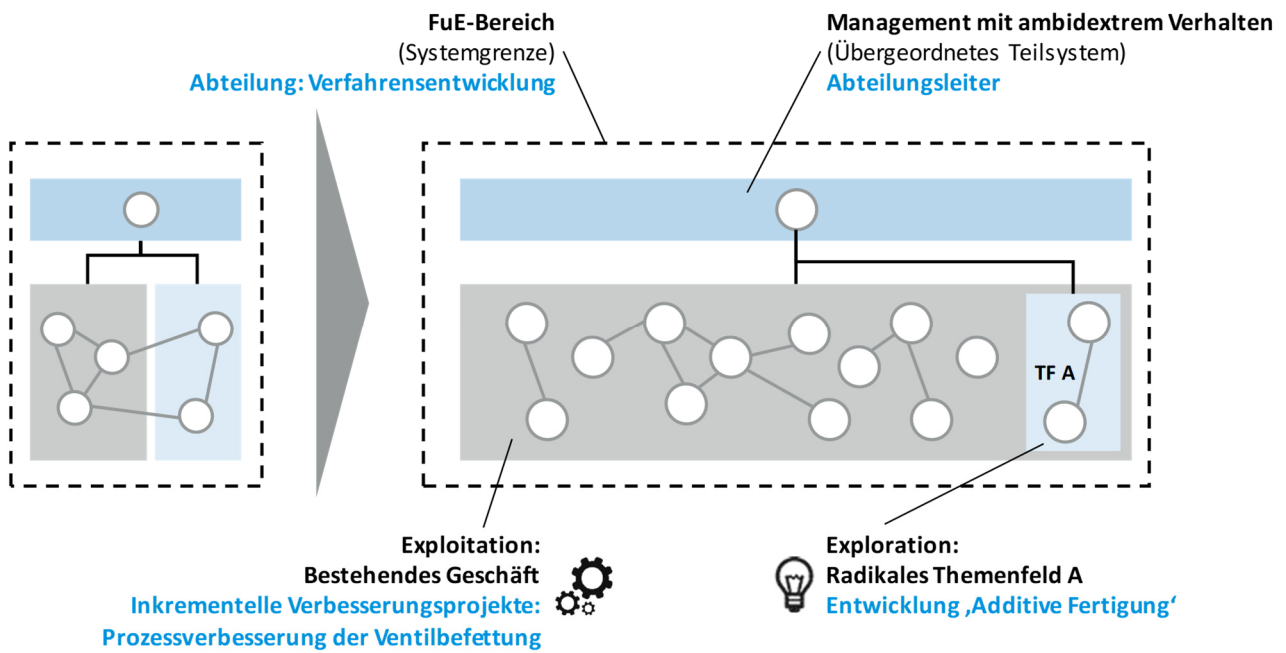 FuE-Bereich
(Systemgrenze)
Abteilung: Verfahrensentwicklung
Management mit ambidextrem Verhalten
(Übergeordnetes Teilsystem)
Abteilungsleiter
TF A
Exploitation:
Bestehendes Geschäft
Inkrementelle Verbesserungsprojekte:
Prozessverbesserung der Ventilbefettung
Exploration:
Radikales Themenfeld A
Entwicklung ‚Additive Fertigung‘